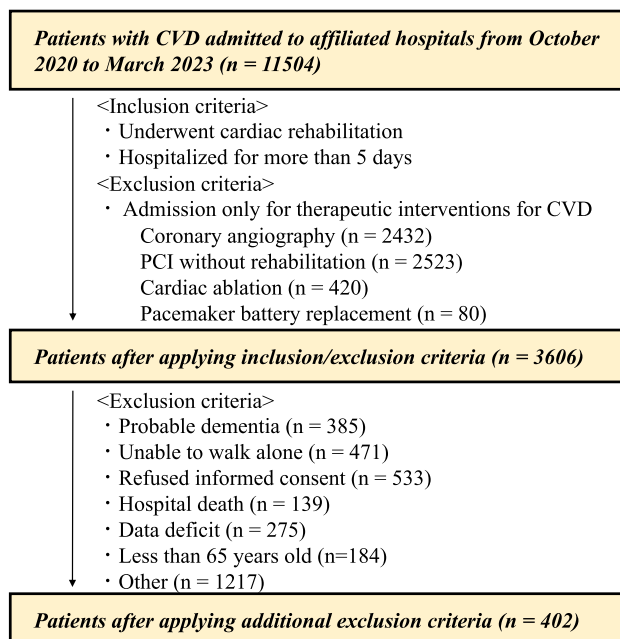 Patients with CVD admitted to affiliated hospitals from October
2020 to March 2023 (n = 11504)
<Inclusion criteria>
・Underwent cardiac rehabilitation
・Hospitalized for more than 5 days
<Exclusion criteria>
・ Admission only for therapeutic interventions for CVD
Coronary angiography (n = 2432)
PCI without rehabilitation (n = 2523)
Cardiac ablation (n = 420)
Pacemaker battery replacement (n = 80)
Patients after applying inclusion/exclusion criteria (n = 3606)
<Exclusion criteria>
・Probable dementia (n = 385)
・Unable to walk alone (n = 471)
・Refused informed consent (n = 533)
・Hospital death (n = 139)
・Data deficit (n = 275)
・Less than 65 years old (n=184)
・Other (n = 1217)
Patients after applying additional exclusion criteria (n = 402)